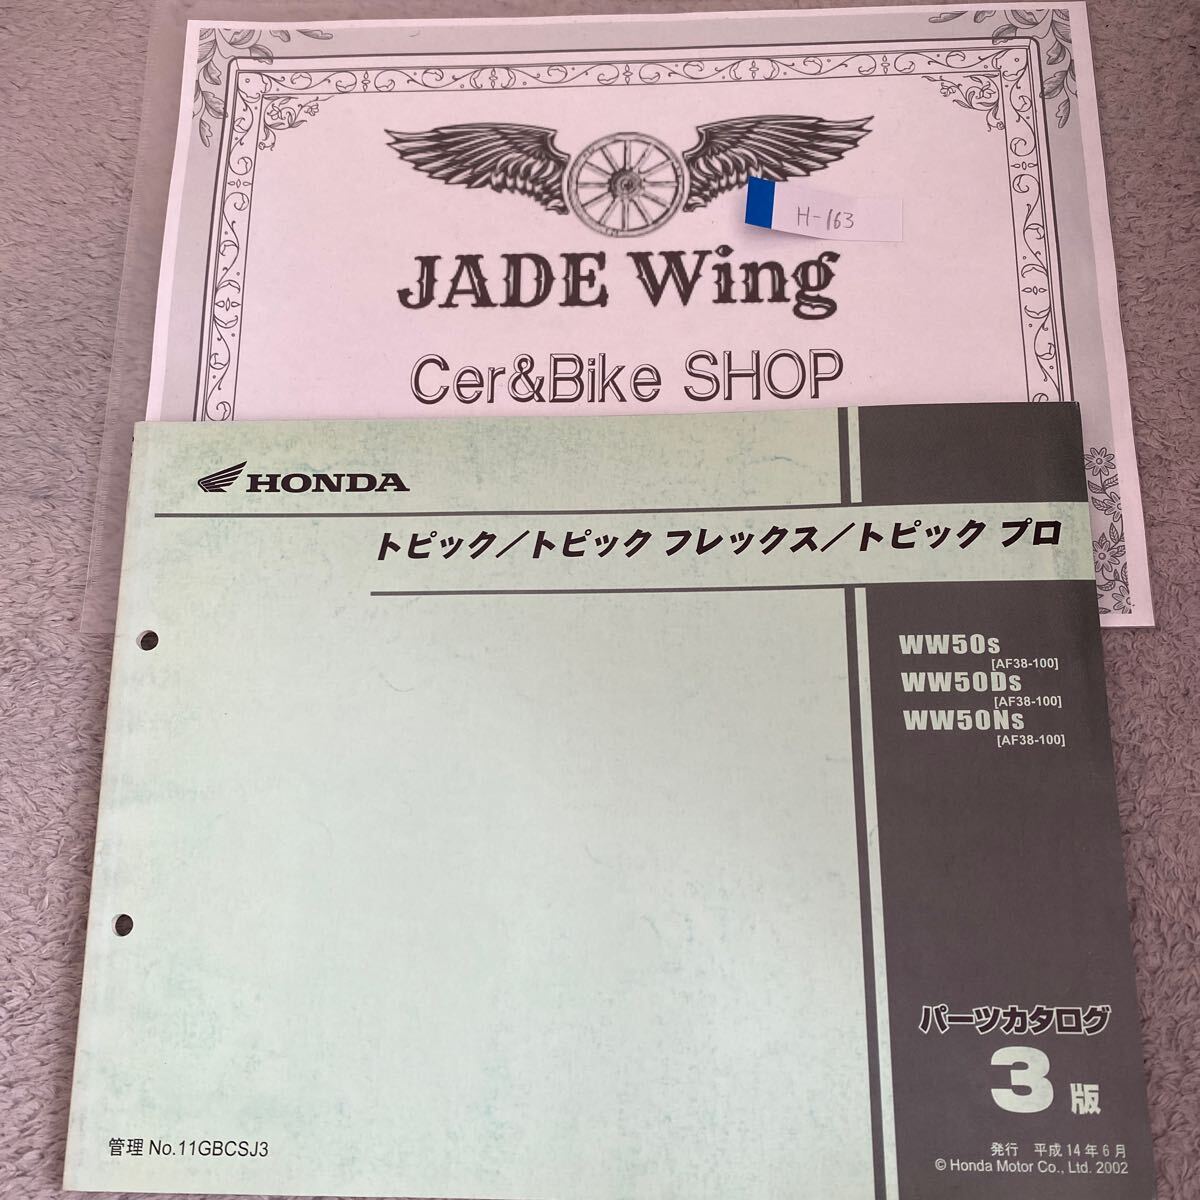 H-163
JADE Wing
Cer&Bike SHOP
HONDA
トピック／トピック フレックス／トピック プロ
WW50S
[AF38-100]
WW50DS
[AF38-100]
WW50NS
[AF38-100]
パーツカタログ
3版
管理 No.11GBCSJ3
発行 平成14年6月
© Honda Motor Co., Ltd. 2002